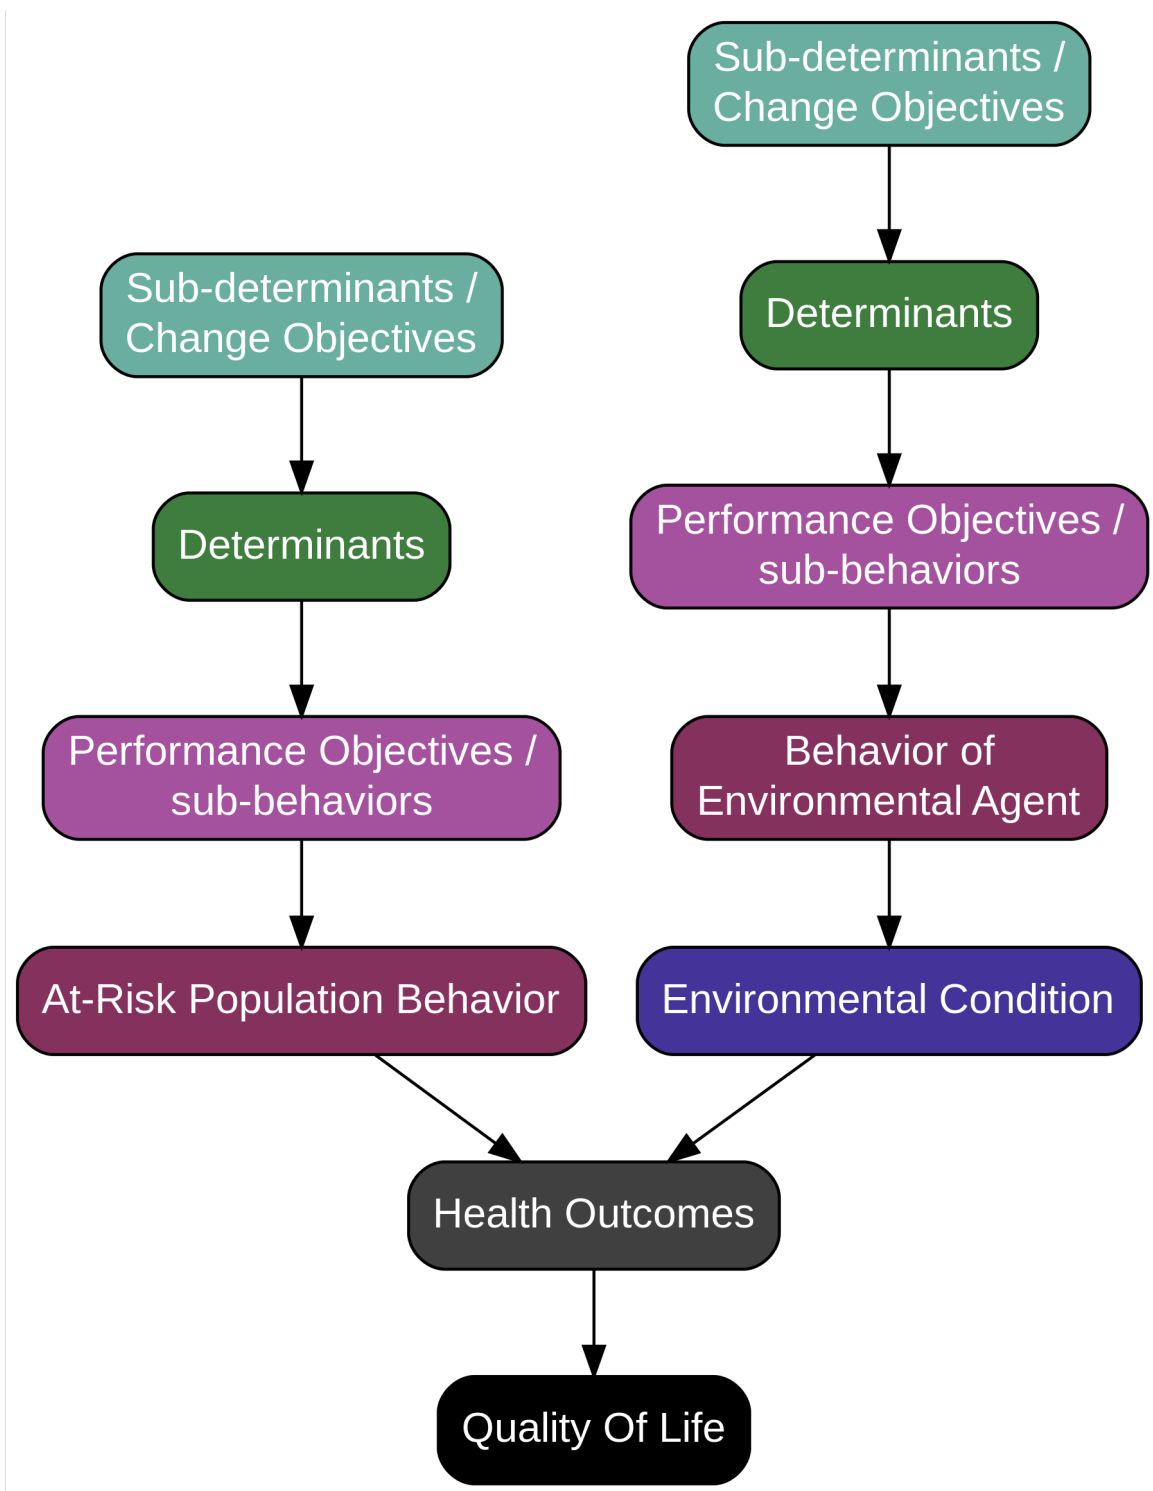 Sub-determinants /
Change Objectives
Sub-determinants /
Change Objectives
Determinants
Determinants
Performance Objectives /
sub-behaviors
Performance Objectives /
sub-behaviors
Behavior of
Environmental Agent
At-Risk Population Behavior
Environmental Condition
Health Outcomes
Quality Of Life